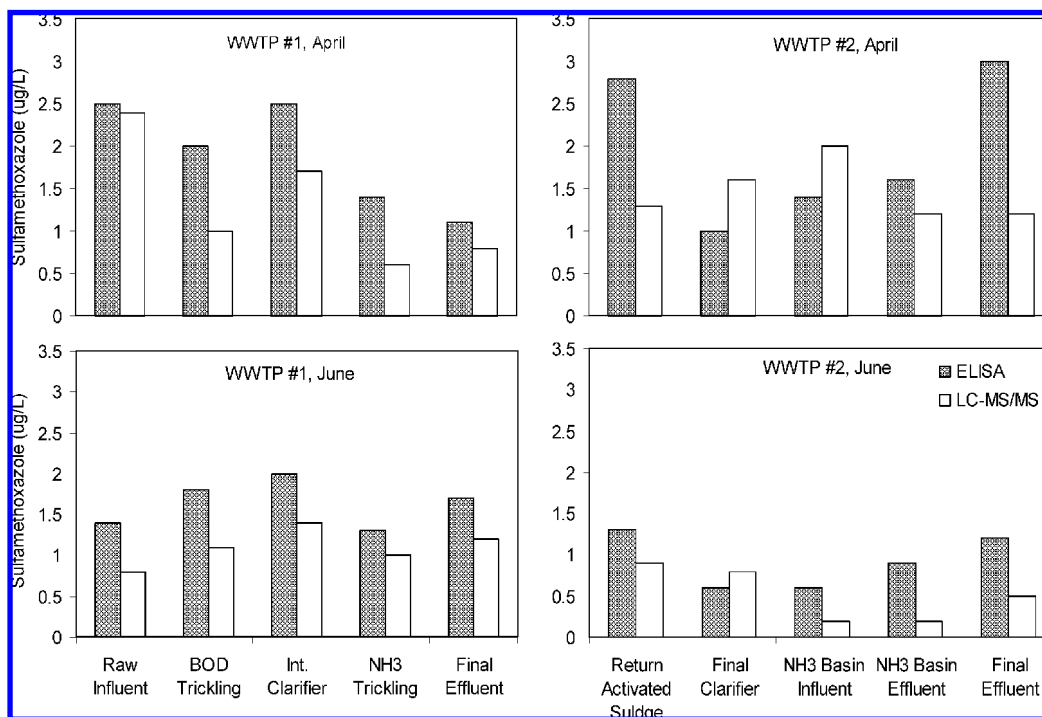 WWTP #1, April
Sulfamethoxazole (ug/L)
3.5
3
2.5
2
1.5
1
0.5
0
WWTP #2, April
3.5
3
2.5
2
1.5
1
0.5
0
WWTP #1, June
Sulfamethoxazole (ug/L)
3.5
3
2.5
2
1.5
1
0.5
0
Raw Influent
BOD Trickling
Int. Clarifier
NH3 Trickling
Final Effluent
WWTP #2, June
ELISA
LC-MS/MS
3.5
3
2.5
2
1.5
1
0.5
0
Return Activated Suldge
Final Clarifier
NH3 Basin Influent
NH3 Basin Effluent
Final Effluent